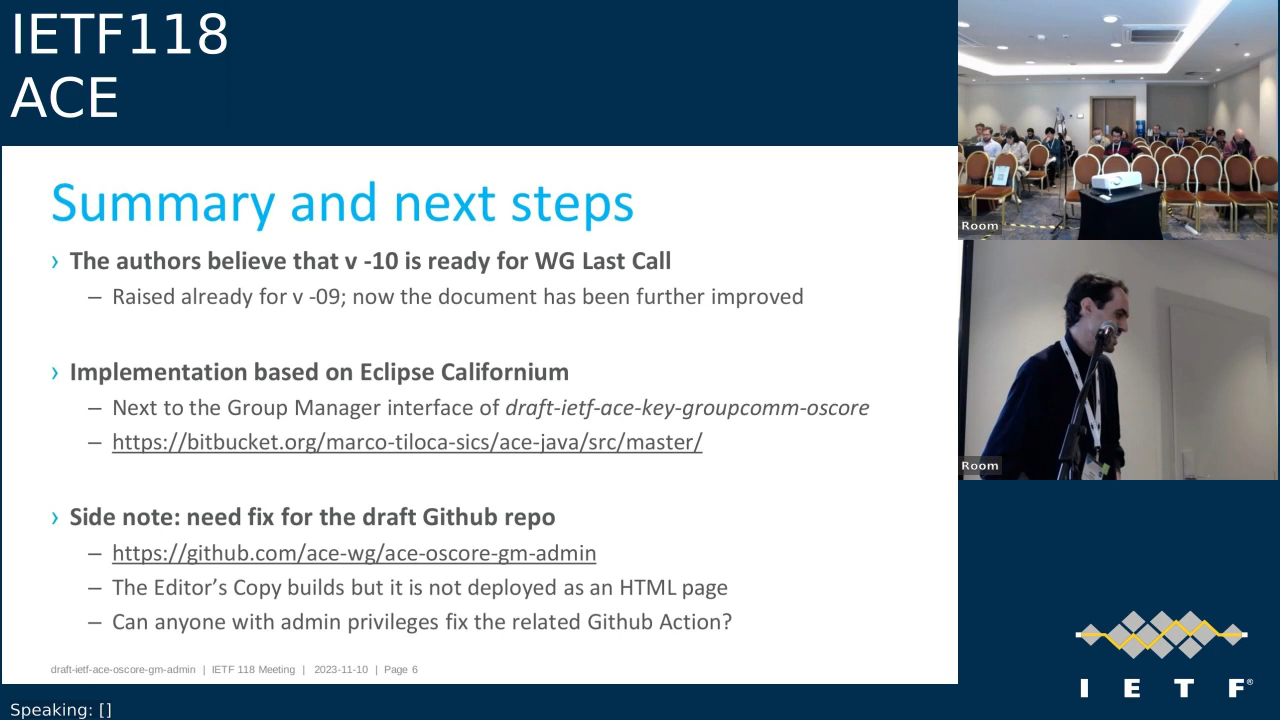 IETF118
ACE
Summary and next steps
› The authors believe that v -10 is ready for WG Last Call
– Raised already for v -09; now the document has been further improved
› Implementation based on Eclipse Californium
– Next to the Group Manager interface of draft-ietf-ace-key-groupcomm-oscore
– https://bitbucket.org/marco-tiloca-sics/ace-java/src/master/
› Side note: need fix for the draft Github repo
– https://github.com/ace-wg/ace-oscore-gm-admin
– The Editor’s Copy builds but it is not deployed as an HTML page
– Can anyone with admin privileges fix the related Github Action?
draft-ietf-ace-oscore-gm-admin | IETF 118 Meeting | 2023-11-10 | Page 6
Room
Room
I E T F®
Speaking: []